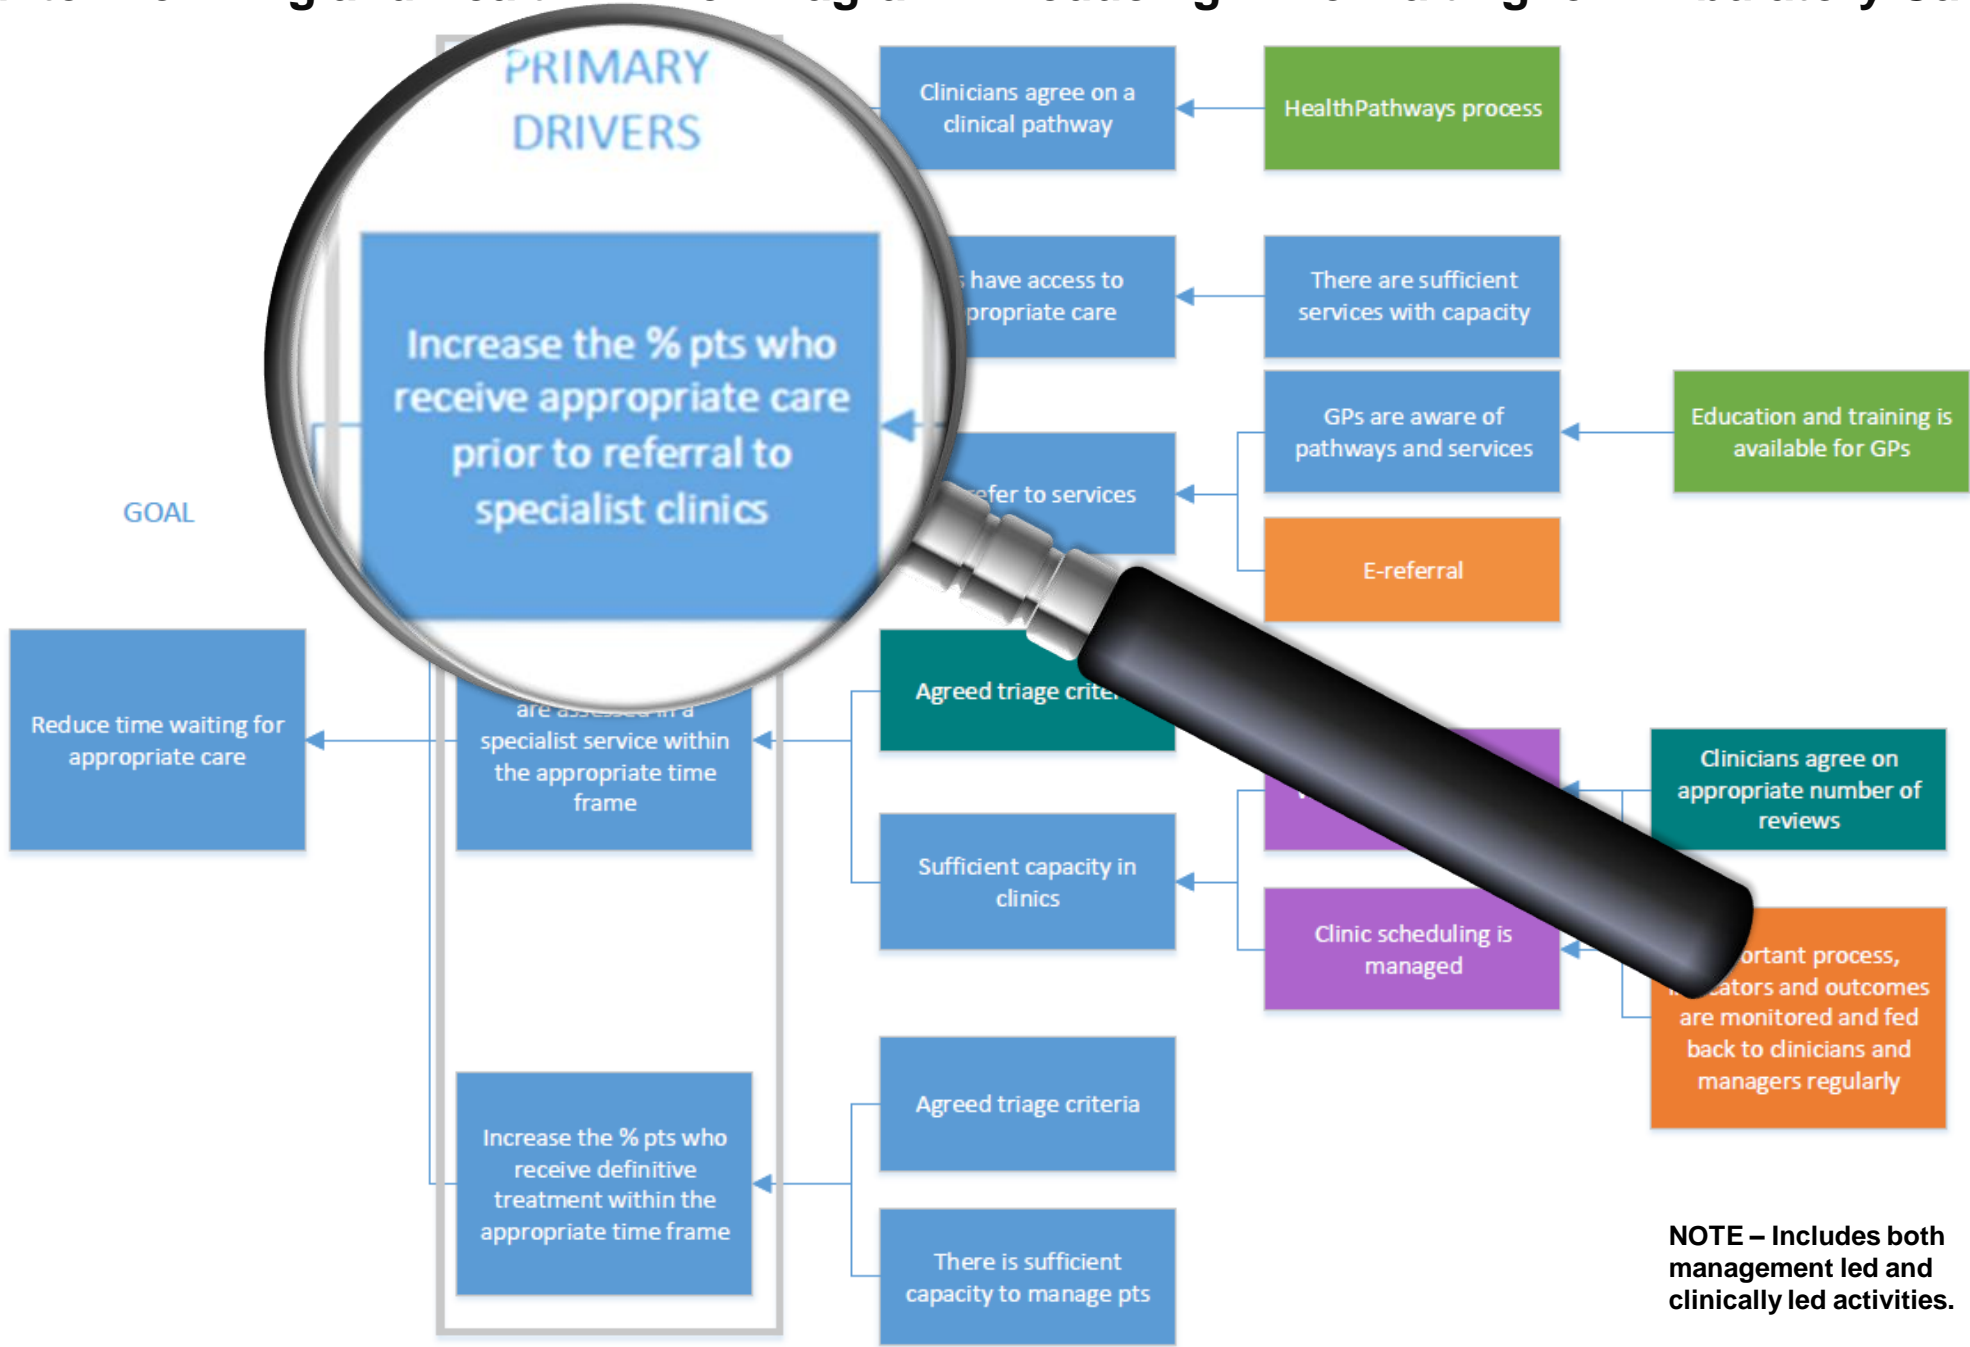 PRIMARY
DRIVERS
Clinicians agree on a
clinical pathway
HealthPathways process
Increase the % pts who
receive appropriate care
prior to referral to
specialist clinics
have access to
propriate care
There are sufficient
services with capacity
GPs are aware of
pathways and services
Education and training is
available for GPs
efer to services
E-referral
GOAL
Reduce time waiting for
appropriate care
are assessed in a
specialist service within
the appropriate time
frame
Agreed triage crite
Sufficient capacity in
clinics
Clinicians agree on
appropriate number of
reviews
Clinic scheduling is
managed
ortant process,
cators and outcomes
are monitored and fed
back to clinicians and
managers regularly
Increase the % pts who
receive definitive
treatment within the
appropriate time frame
Agreed triage criteria
There is sufficient
capacity to manage pts
NOTE – Includes both
management led and
clinically led activities.